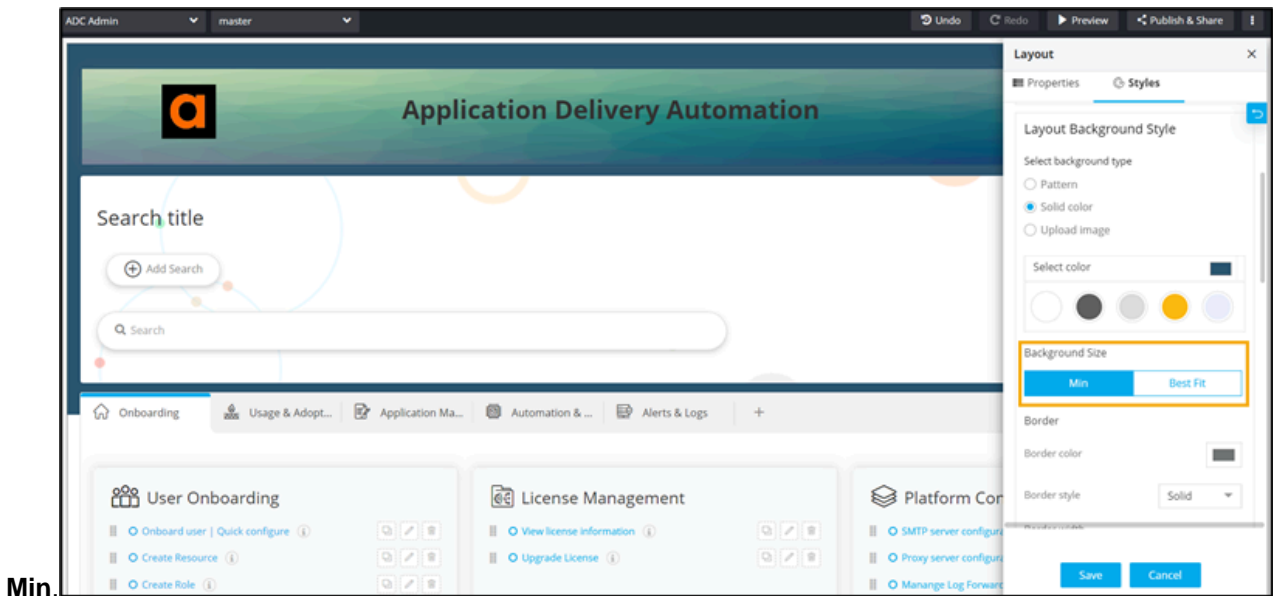 ADC Admin master Undo Redo Preview Publish & Share
Layout
Properties Styles
a Application Delivery Automation
Layout Background Style
Select background type
Pattern
Solid color
Upload image
Search title
Select color
Add Search
Search
Background Size
Min Best Fit
Onboarding Usage & Adopt... Application Ma... Automation & ... Alerts & Logs +
Border
Border color
User Onboarding License Management Platform Con
Border style Solid
Onboard user | Quick configure View license information SMTP server configura
Border width
Create Resource Upgrade License Proxy server configura
Save Cancel
Create Role Manange Log Forward
Min.